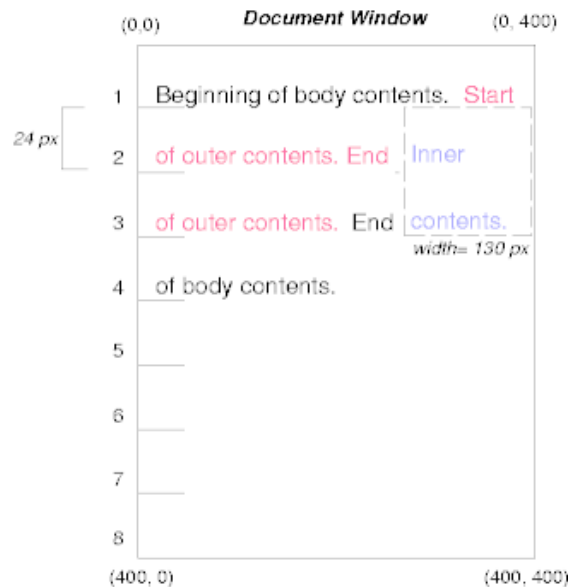 Document Window
(0,0) (0, 400)
1 Beginning of body contents. Start
24 px
2 of outer contents. End Inner
3 of outer contents. End contents.
width= 130 px
4 of body contents.
5
6
7
8
(400, 0) (400, 400)